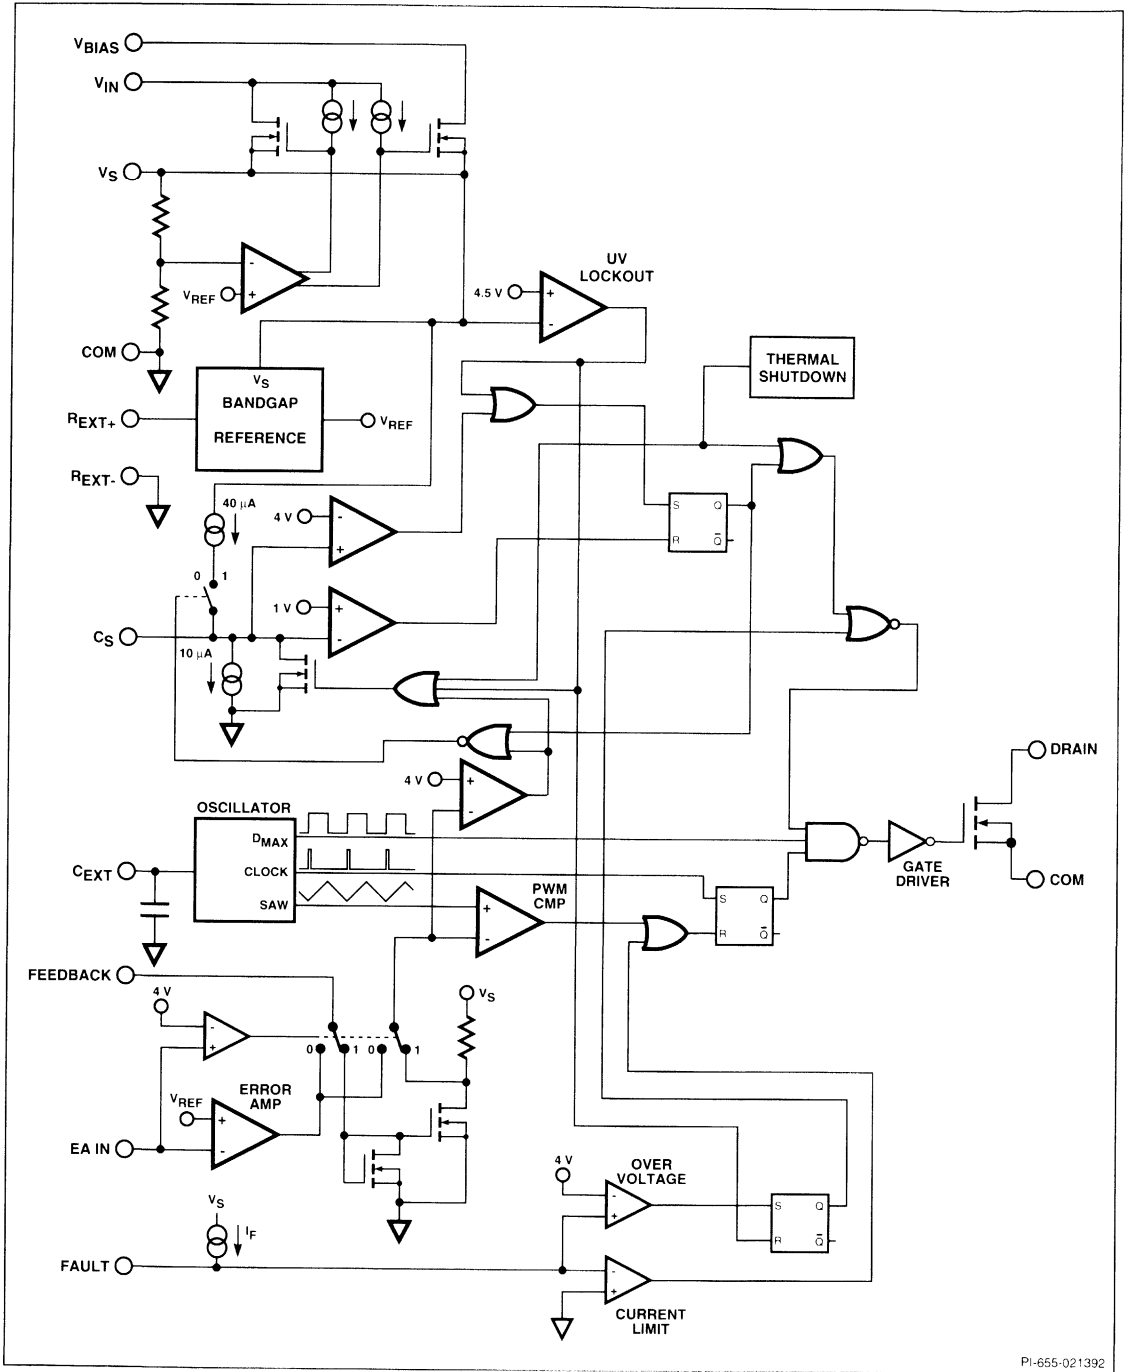 VBIAS
VIN
VS
VREF
- +
COM
UV
LOCKOUT
4.5 V
+ -
THERMAL
SHUTDOWN
VS
BANDGAP
REFERENCE
REXT+
VREF
REXT-
40 µA
0 1
4 V
- +
S Q
R Q̅
1 V
+ -
CS
10 µA
4 V
+ -
DRAIN
COM
GATE
DRIVER
OSCILLATOR
DMAX
CLOCK
SAW
CEXT
PWM
CMP
+ -
S Q
R Q̅
FEEDBACK
4 V
- +
0 1 0 1
VS
ERROR
AMP
VREF
+ -
EA IN
VS
IF
FAULT
4 V
OVER
VOLTAGE
- +
S Q
R Q̅
- +
CURRENT
LIMIT
PI-655-021392